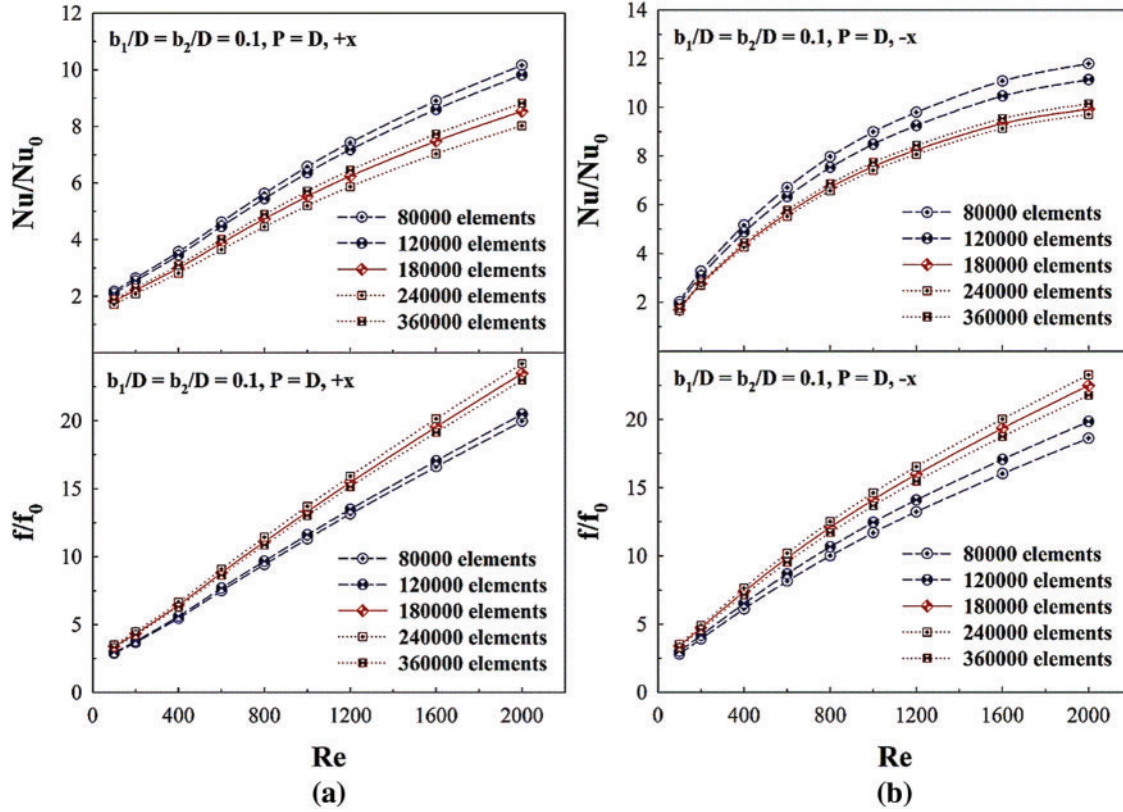 12
b1/D = b2/D = 0.1, P = D, +x
10
8
6
4
2
Nu/Nu0
80000 elements
120000 elements
180000 elements
240000 elements
360000 elements
b1/D = b2/D = 0.1, P = D, +x
20
15
10
5
0
f/f0
80000 elements
120000 elements
180000 elements
240000 elements
360000 elements
0 400 800 1200 1600 2000
Re
(a)
14
b1/D = b2/D = 0.1, P = D, -x
12
10
8
6
4
2
Nu/Nu0
80000 elements
120000 elements
180000 elements
240000 elements
360000 elements
b1/D = b2/D = 0.1, P = D, -x
20
15
10
5
0
f/f0
80000 elements
120000 elements
180000 elements
240000 elements
360000 elements
0 400 800 1200 1600 2000
Re
(b)